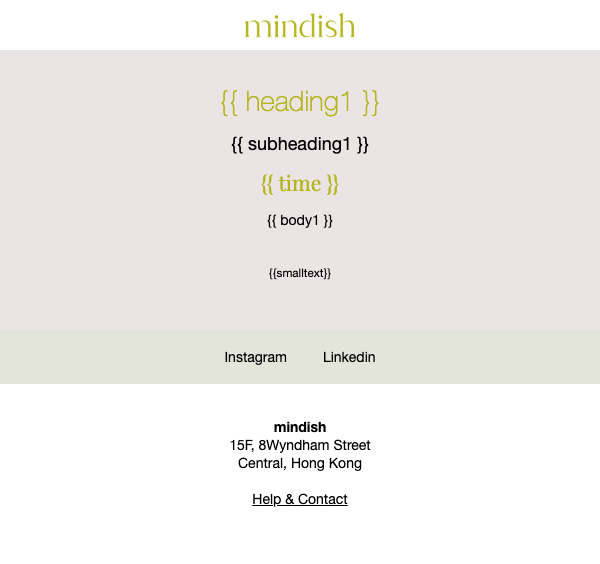 mindish
{{ heading1 }}
{{ subheading1 }}
{{ time }}
{{ body1 }}
{{smalltext}}
Instagram Linkedin
mindish
15F, 8Wyndham Street
Central, Hong Kong
Help & Contact